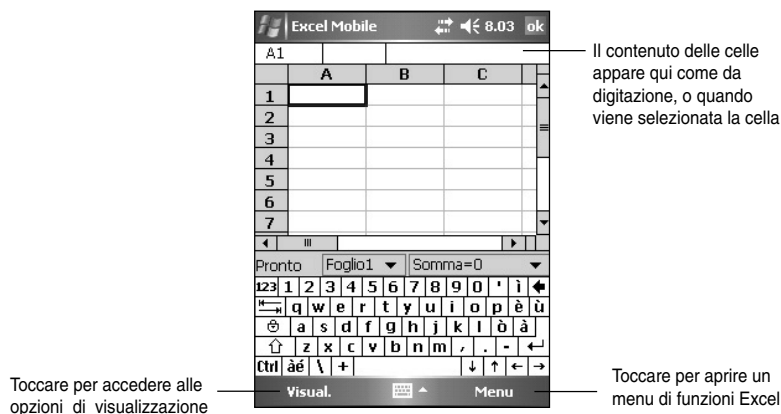 Excel Mobile 8.03 ok
A1
A B C
1
2
3
4
5
6
7
Pronto Foglio1 Somma=0
123 1 2 3 4 5 6 7 8 9 0 ' ì
q w e r t y u i o p è ù
a s d f g h j k l ò à
z x c v b n m , . -
Ctrl àé \ +
Visual. Menu
Il contenuto delle celle
appare qui come da
digitazione, o quando
viene selezionata la cella
Toccare per accedere alle
opzioni di visualizzazione
Toccare per aprire un
menu di funzioni Excel